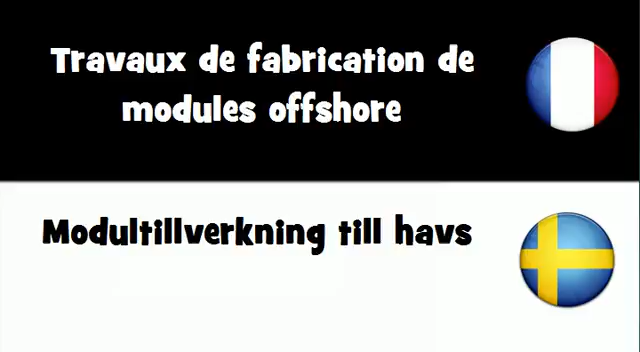 Travaux de fabrication de
modules offshore
Modultillverkning till havs